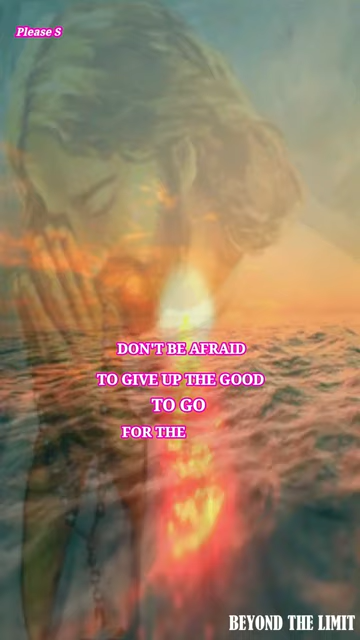 Please S
DON'T BE AFRAID
TO GIVE UP THE GOOD
TO GO
FOR THE
BEYOND THE LIMIT